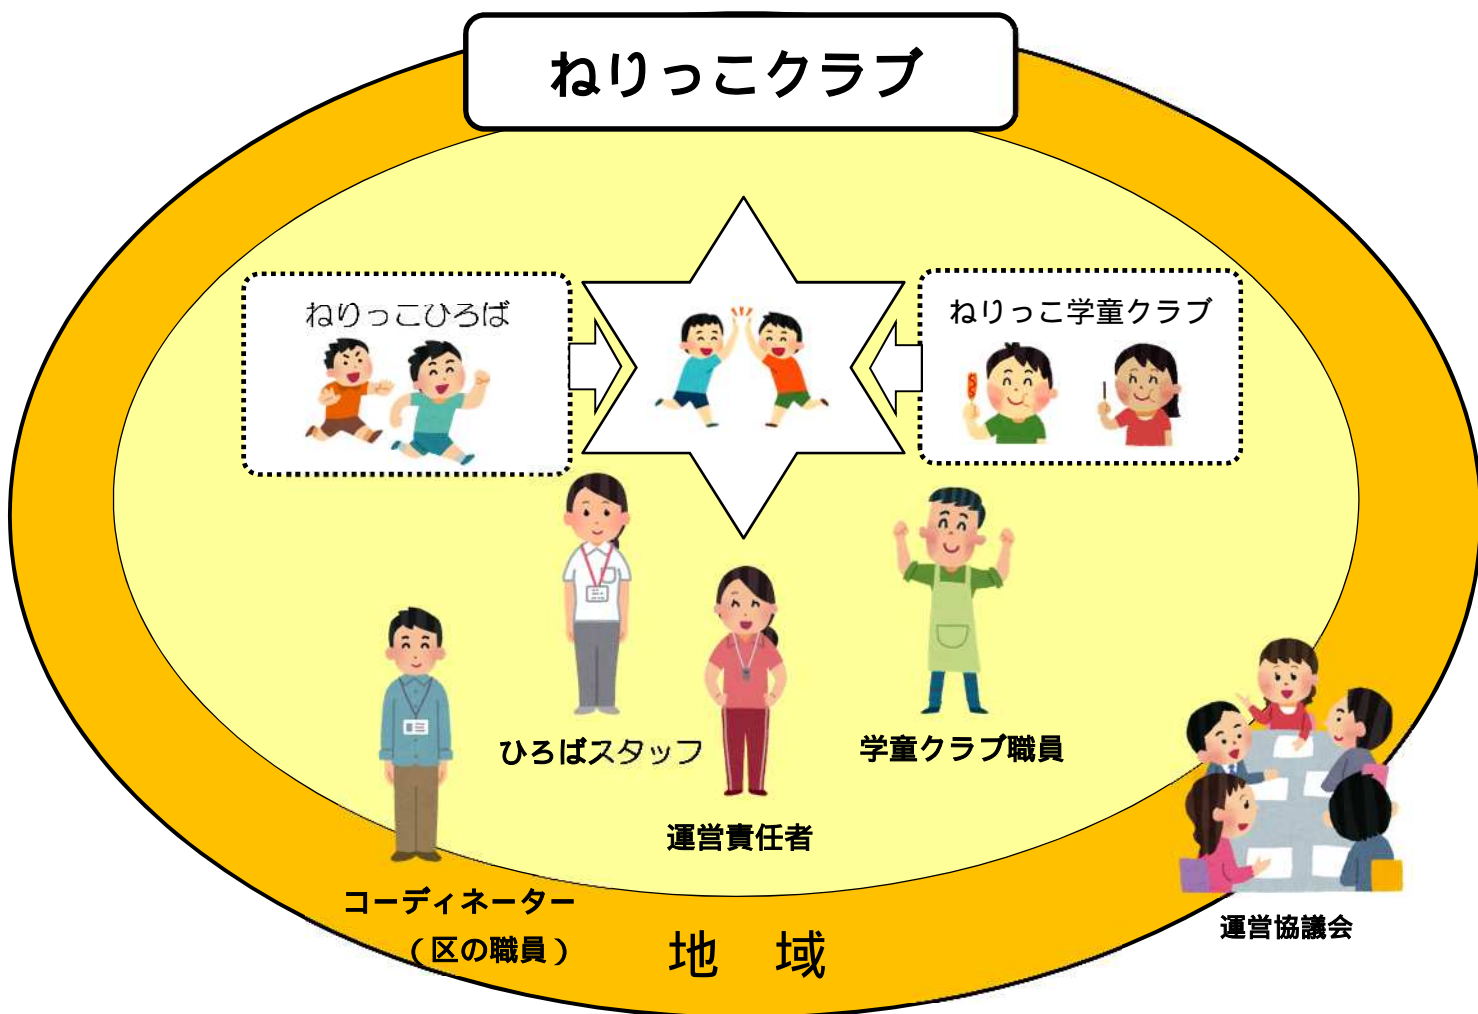 ねりっこクラブ
ねりっこひろば
ねりっこ学童クラブ
ひろばスタッフ
学童クラブ職員
運営責任者
コーディネーター
（区の職員）
地　域
運営協議会